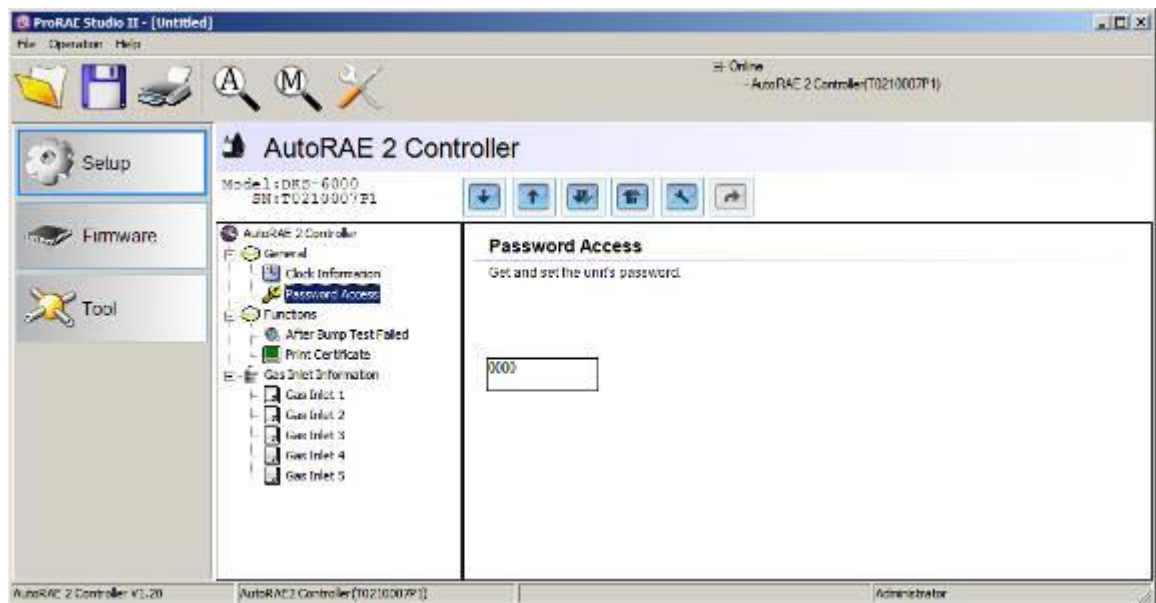 ProRAE Studio II - [Untitled]
File Operation Help
A M
Online
AutoRAE 2 Controller(T0210007P1)
Setup
Firmware
Tool
AutoRAE 2 Controller
Model:DKS-6000
SN:T0210007P1
AutoRAE 2 Controller
General
Clock Information
Password Access
Functions
After Bump Test Failed
Print Certificate
Gas Inlet Information
Gas Inlet 1
Gas Inlet 2
Gas Inlet 3
Gas Inlet 4
Gas Inlet 5
Password Access
Get and set the unit's password.
0000
AutoRAE 2 Controller V1.20
AutoRAE2 Controller(T0210007P1)
Administrator